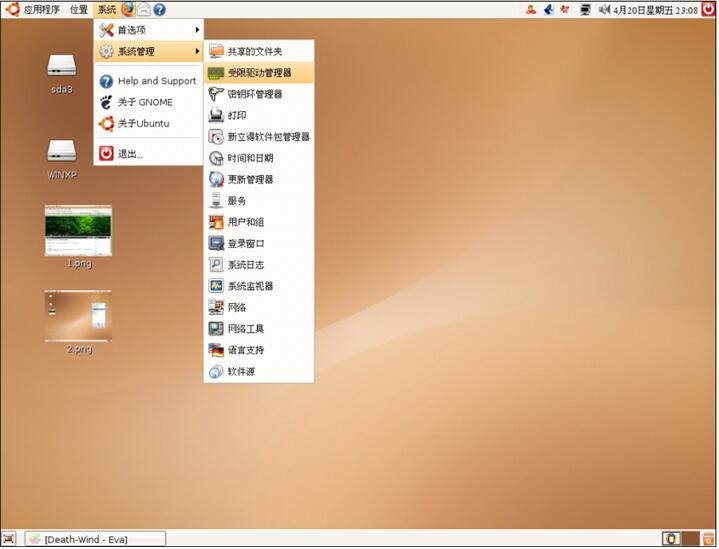 应用程序 位置 系统
4月20日星期五 23:08
首选项
系统管理
Help and Support
关于 GNOME
关于Ubuntu
退出...
共享的文件夹
受限驱动管理器
密钥环管理器
打印
新立得软件包管理器
时间和日期
更新管理器
服务
用户和组
登录窗口
系统日志
系统监视器
网络
网络工具
语言支持
软件源
sda3
WINXP
1.png
2.png
[Death-Wind - Eva]